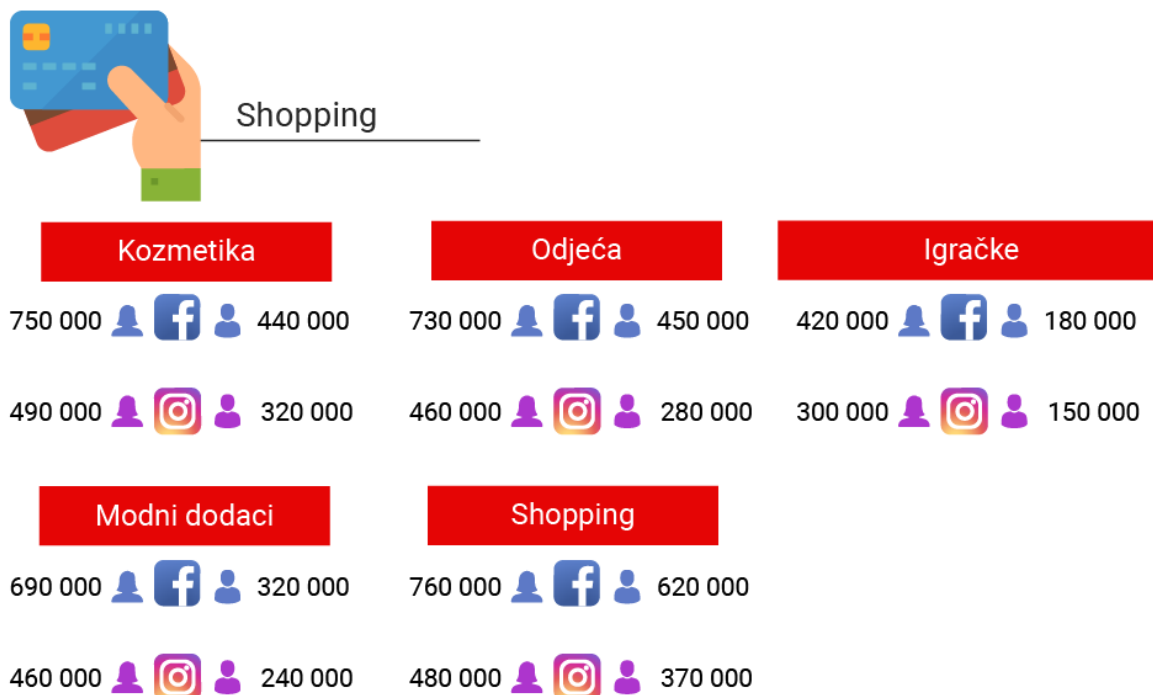 Shopping
Kozmetika
750 000 440 000
490 000 320 000
Odjeća
730 000 450 000
460 000 280 000
Igračke
420 000 180 000
300 000 150 000
Modni dodaci
690 000 320 000
460 000 240 000
Shopping
760 000 620 000
480 000 370 000